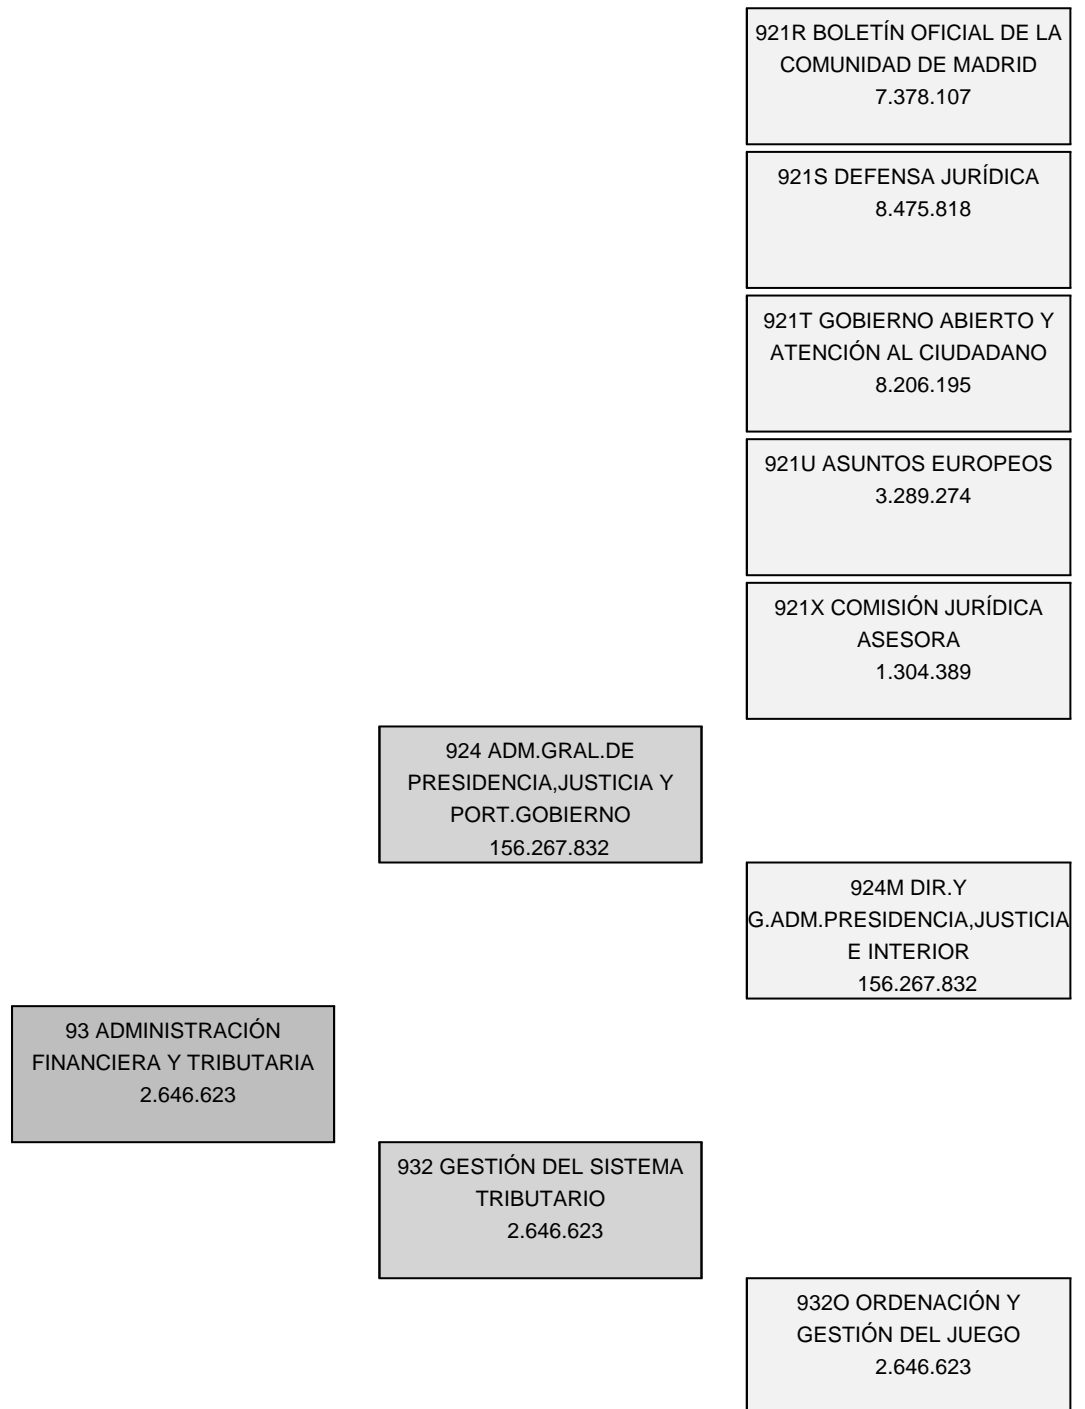 921R BOLETÍN OFICIAL DE LA
COMUNIDAD DE MADRID
7.378.107
921S DEFENSA JURÍDICA
8.475.818
921T GOBIERNO ABIERTO Y
ATENCIÓN AL CIUDADANO
8.206.195
921U ASUNTOS EUROPEOS
3.289.274
921X COMISIÓN JURÍDICA
ASESORA
1.304.389
924 ADM.GRAL.DE
PRESIDENCIA,JUSTICIA Y
PORT.GOBIERNO
156.267.832
924M DIR.Y
G.ADM.PRESIDENCIA,JUSTICIA
E INTERIOR
156.267.832
93 ADMINISTRACIÓN
FINANCIERA Y TRIBUTARIA
2.646.623
932 GESTIÓN DEL SISTEMA
TRIBUTARIO
2.646.623
932O ORDENACIÓN Y
GESTIÓN DEL JUEGO
2.646.623